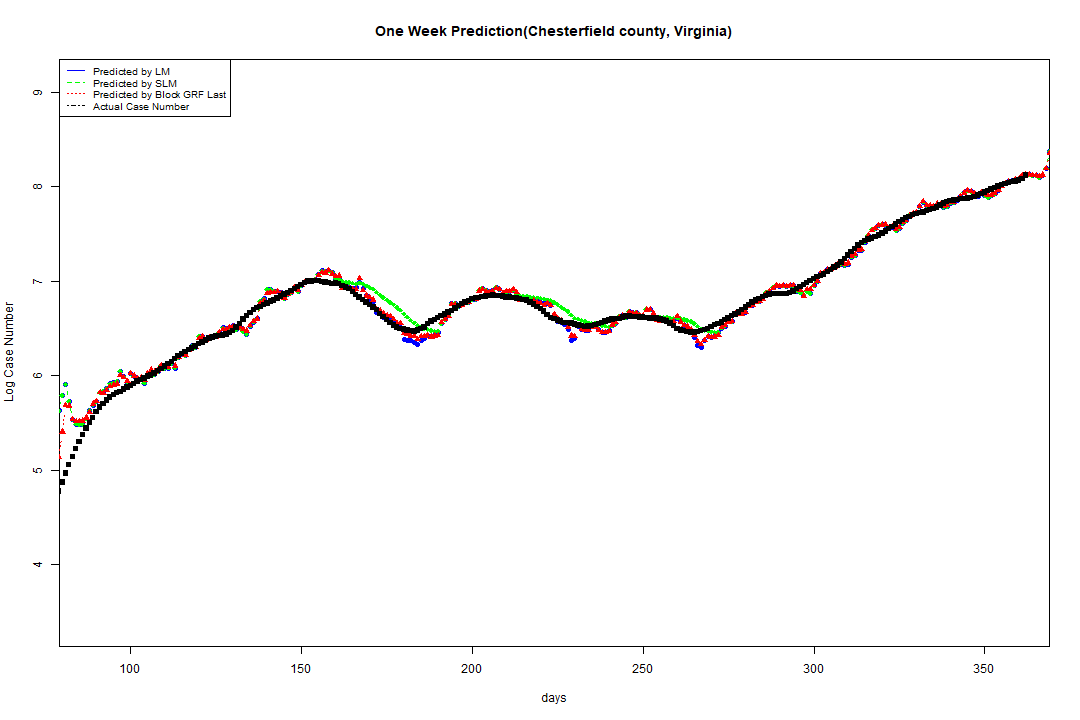 One Week Prediction(Chesterfield county, Virginia)
Predicted by LM
Predicted by SLM
Predicted by Block GRF Last
Actual Case Number
9
8
7
6
5
4
Log Case Number
100 150 200 250 300 350
days